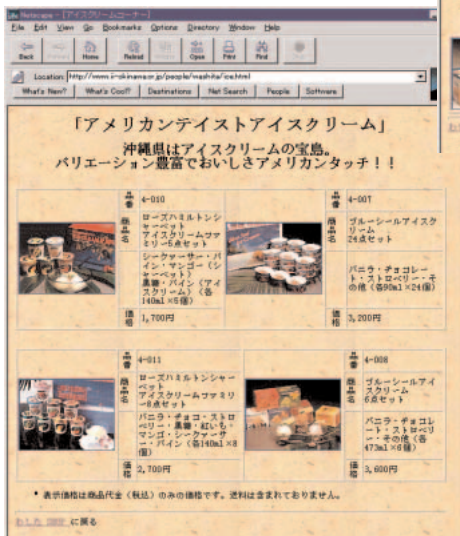 Netscape - [アイスクリームコーナー]
File Edit View Go Bookmarks Options Directory Window Help
Back Home Reload Open Print Find
Location: http://www.ii-okinawa.or.jp/people/washita/ice.html
What's New? What's Cool? Destinations Net Search People Software
「アメリカンテイストアイスクリーム」
沖縄県はアイスクリームの宝島。
バリエーション豊富でおいしさアメリカンタッチ！！
品番 4-010
商品名 ローズハミルトンシャーベット
アイスクリームファミリー5点セット
シークァーサー・パイン・マンゴー（シャーベット）
黒糖・パイン（アイスクリーム）（各140ml×5個）
価格 1,700円
品番 4-007
商品名 ブルーシールアイスクリーム
24点セット
バニラ・チョコレート・ストロベリー・その他（各90ml×24個）
価格 3,200円
品番 4-011
商品名 ローズハミルトンシャーベット
アイスクリームファミリー8点セット
バニラ・チョコ・ストロベリー・黒糖・紅いも・マンゴ・シークァーサー・パイン（各140ml×8個）
価格 2,700円
品番 4-008
商品名 ブルーシールアイスクリーム
6点セット
バニラ・チョコレート・ストロベリー・その他（各473ml×6個）
価格 3,600円
・表示価格は商品代金（税込）のみの価格です。送料は含まれておりません。
わした SHOP に戻る